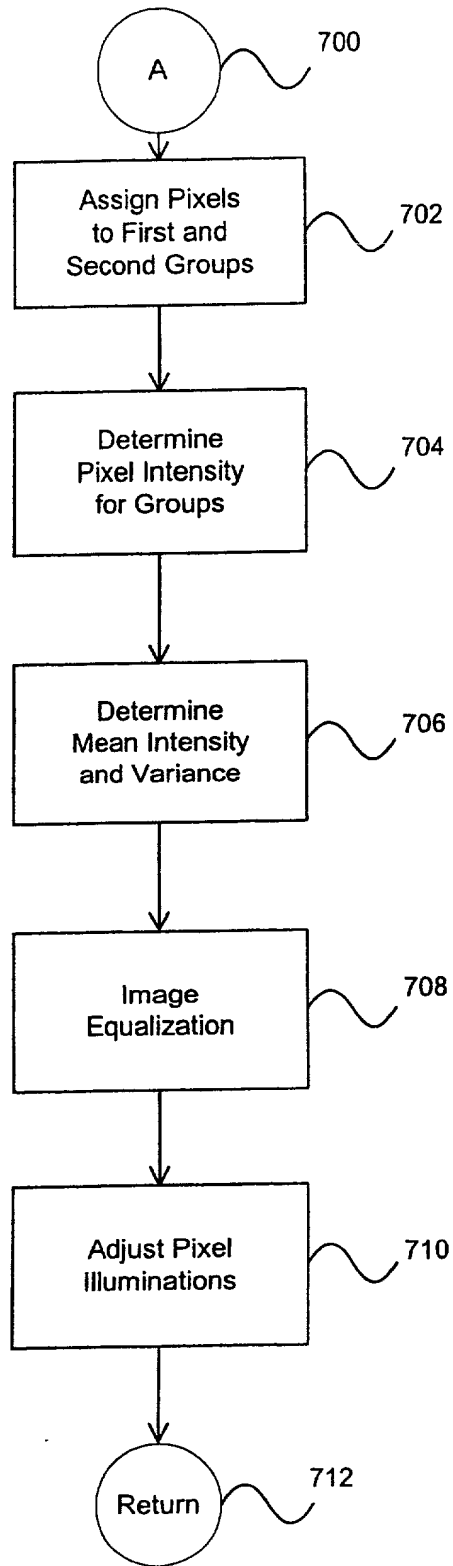 A
700
Assign Pixels
to First and
Second Groups
702
Determine
Pixel Intensity
for Groups
704
Determine
Mean Intensity
and Variance
706
Image
Equalization
708
Adjust Pixel
Illuminations
710
Return
712